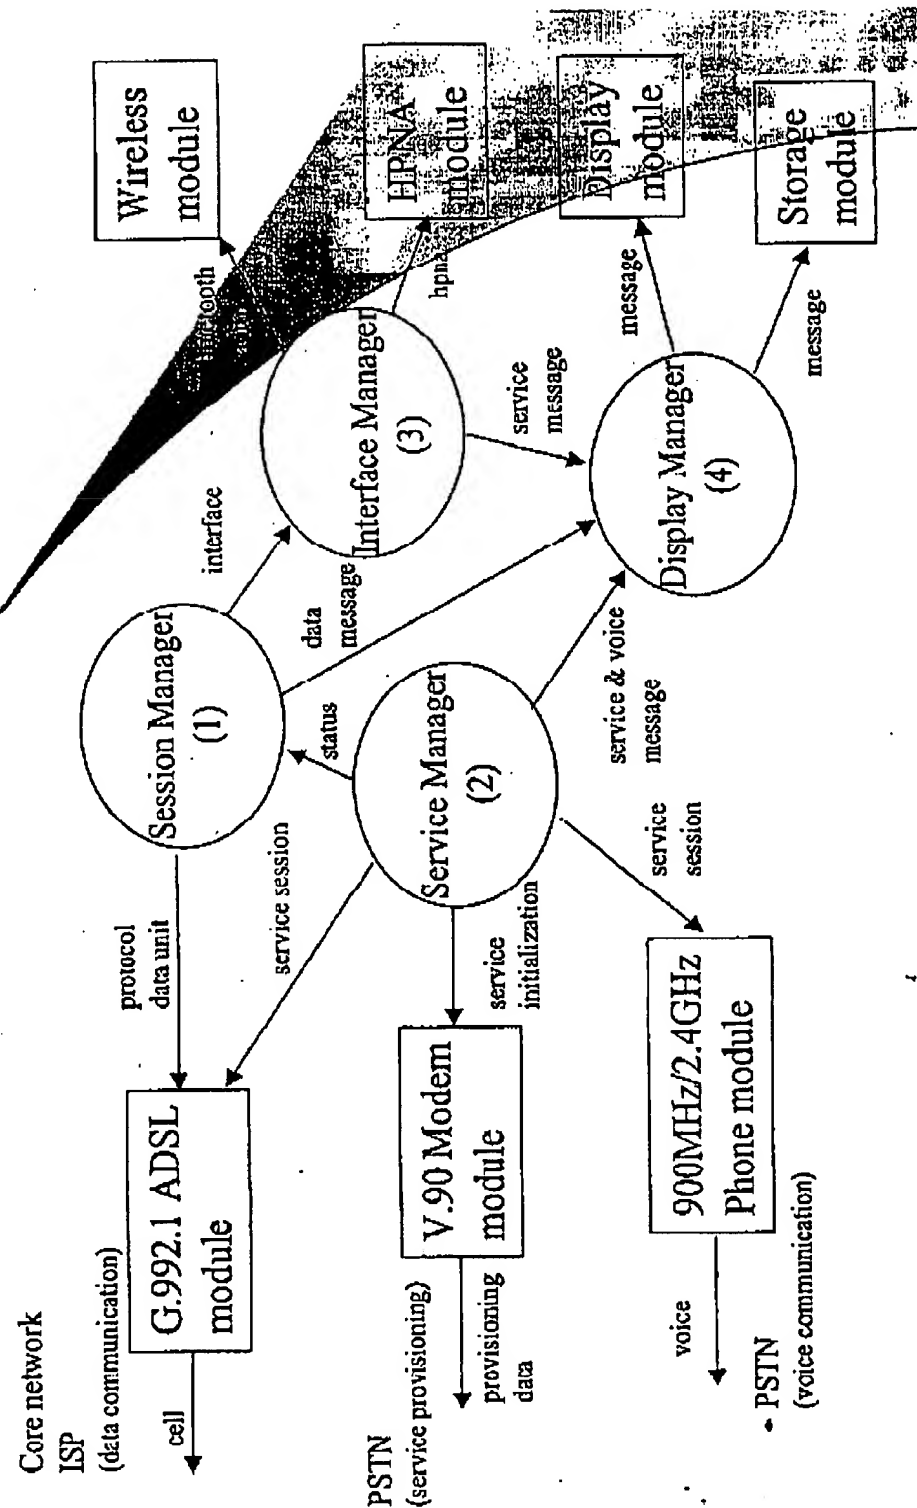 Core network
ISP
(data communication)
cell
G.992.1 ADSL
module
protocol
data unit
Session Manager
(1)
interface
Wireless
module
PSTN
(service provisioning)
provisioning
data
V.90 Modem
module
service
initialization
service session
Service Manager
(2)
status
data
message
Interface Manager
(3)
HPNA
module
PSTN
(voice communication)
voice
900MHz/2.4GHz
Phone module
service
session
service & voice
message
service
message
Display Manager
(4)
message
Display
module
message
Storage
module